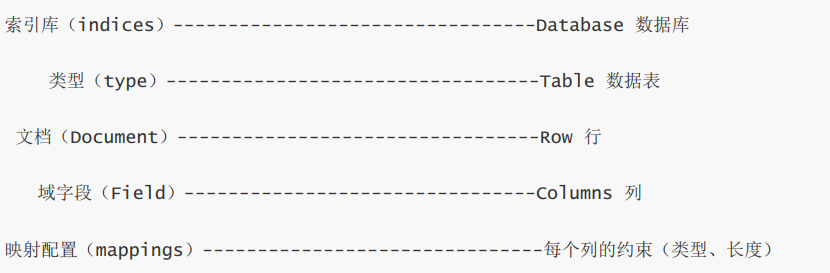 索引库（indices）---------------------------------Database 数据库
类型（type）----------------------------------Table 数据表
文档（Document）---------------------------------Row 行
域字段（Field）--------------------------------Columns 列
映射配置（mappings）-------------------------------每个列的约束（类型、长度）